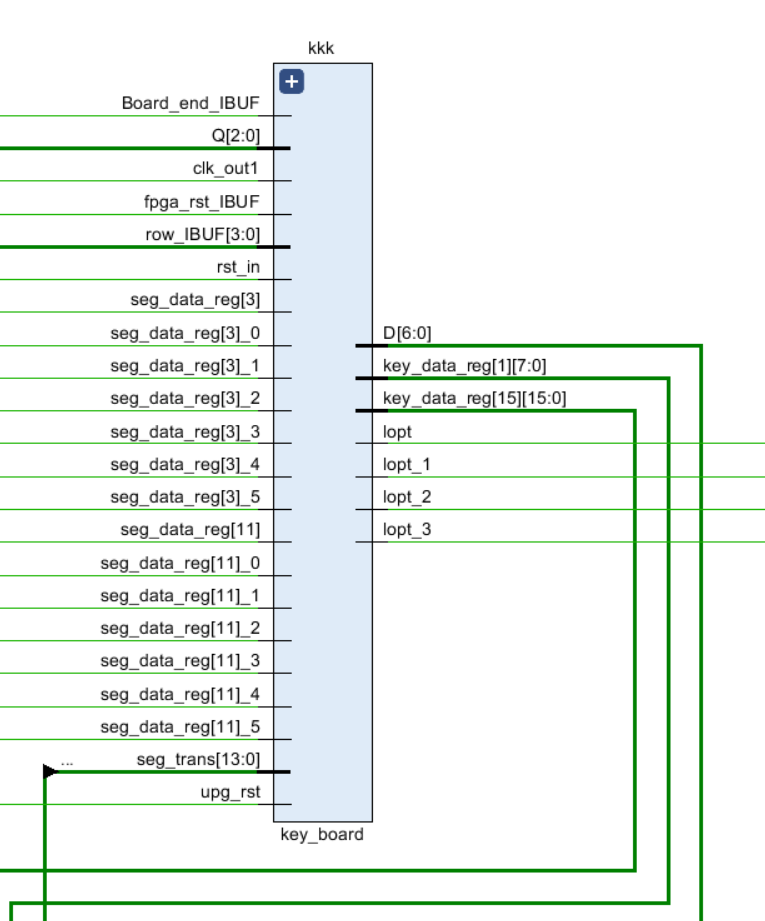 kkk
+
Board_end_IBUF
Q[2:0]
clk_out1
fpga_rst_IBUF
row_IBUF[3:0]
rst_in
seg_data_reg[3]
seg_data_reg[3]_0
D[6:0]
seg_data_reg[3]_1
key_data_reg[1][7:0]
seg_data_reg[3]_2
key_data_reg[15][15:0]
seg_data_reg[3]_3
lopt
seg_data_reg[3]_4
lopt_1
seg_data_reg[3]_5
lopt_2
seg_data_reg[11]
lopt_3
seg_data_reg[11]_0
seg_data_reg[11]_1
seg_data_reg[11]_2
seg_data_reg[11]_3
seg_data_reg[11]_4
seg_data_reg[11]_5
... seg_trans[13:0]
upg_rst
key_board